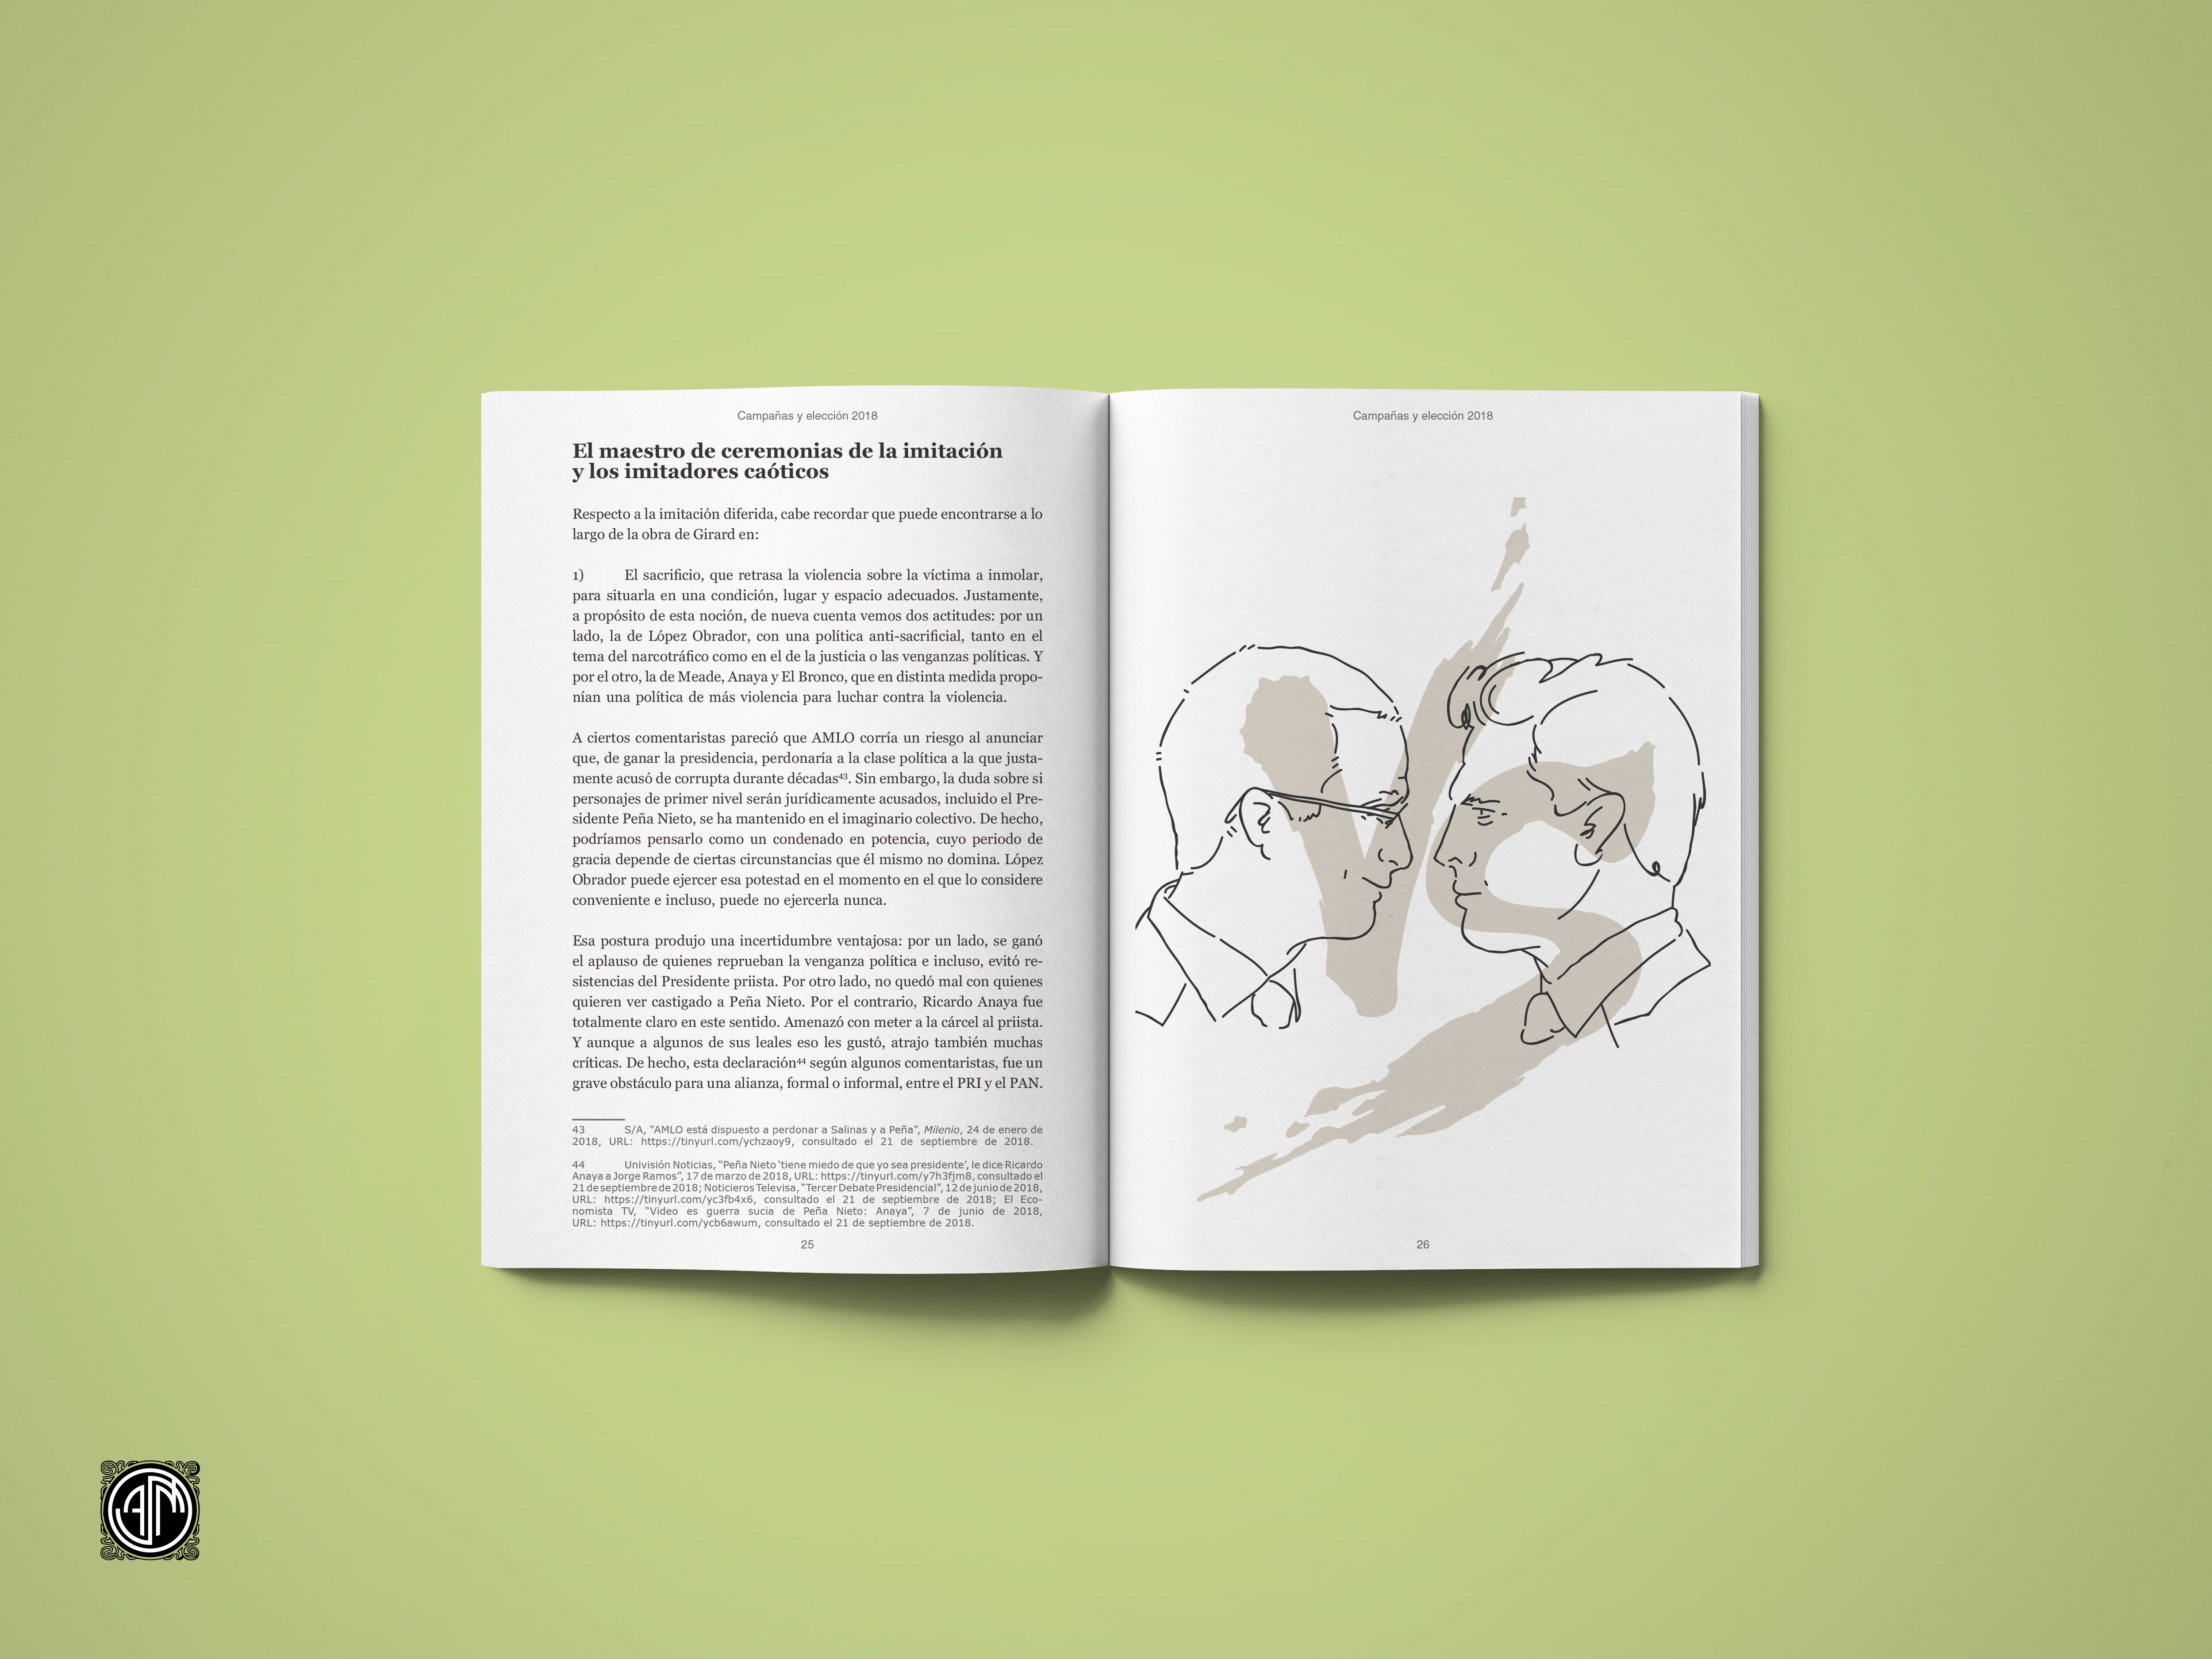 Campañas y elección 2018
El maestro de ceremonias de la imitación
y los imitadores caóticos
Respecto a la imitación diferida, cabe recordar que puede encontrarse a lo
largo de la obra de Girard en:
1) El sacrificio, que retrasa la violencia sobre la víctima a inmolar,
para situarla en una condición, lugar y espacio adecuados. Justamente,
a propósito de esta noción, de nueva cuenta vemos dos actitudes: por un
lado, la de López Obrador, con una política anti-sacrificial, tanto en el
tema del narcotráfico como en el de la justicia o las venganzas políticas. Y
por el otro, la de Meade, Anaya y El Bronco, que en distinta medida propo-
nían una política de más violencia para luchar contra la violencia.
A ciertos comentaristas pareció que AMLO corría un riesgo al anunciar
que, de ganar la presidencia, perdonaría a la clase política a la que justa-
mente acusó de corrupta durante décadas⁴³. Sin embargo, la duda sobre si
personajes de primer nivel serán jurídicamente acusados, incluido el Pre-
sidente Peña Nieto, se ha mantenido en el imaginario colectivo. De hecho,
podríamos pensarlo como un condenado en potencia, cuyo periodo de
gracia depende de ciertas circunstancias que él mismo no domina. López
Obrador puede ejercer esa potestad en el momento en el que lo considere
conveniente e incluso, puede no ejercerla nunca.
Esa postura produjo una incertidumbre ventajosa: por un lado, se ganó
el aplauso de quienes reprueban la venganza política e incluso, evitó re-
sistencias del Presidente priista. Por otro lado, no quedó mal con quienes
quieren ver castigado a Peña Nieto. Por el contrario, Ricardo Anaya fue
totalmente claro en este sentido. Amenazó con meter a la cárcel al priista.
Y aunque a algunos de sus leales eso les gustó, atrajo también muchas
críticas. De hecho, esta declaración⁴⁴ según algunos comentaristas, fue un
grave obstáculo para una alianza, formal o informal, entre el PRI y el PAN.
43 S/A, “AMLO está dispuesto a perdonar a Salinas y a Peña”, Milenio, 24 de enero de
2018, URL: https://tinyurl.com/ychzaoy9, consultado el 21 de septiembre de 2018.
44 Univisión Noticias, “Peña Nieto ‘tiene miedo de que yo sea presidente’, le dice Ricardo
Anaya a Jorge Ramos”, 17 de marzo de 2018, URL: https://tinyurl.com/y7h3fjm8, consultado el
21 de septiembre de 2018; Noticieros Televisa, “Tercer Debate Presidencial”, 12 de junio de 2018,
URL: https://tinyurl.com/yc3fb4x6, consultado el 21 de septiembre de 2018; El Eco-
nomista TV, “Video es guerra sucia de Peña Nieto: Anaya”, 7 de junio de 2018,
URL: https://tinyurl.com/ycb6awum, consultado el 21 de septiembre de 2018.
25
Campañas y elección 2018
VS
26